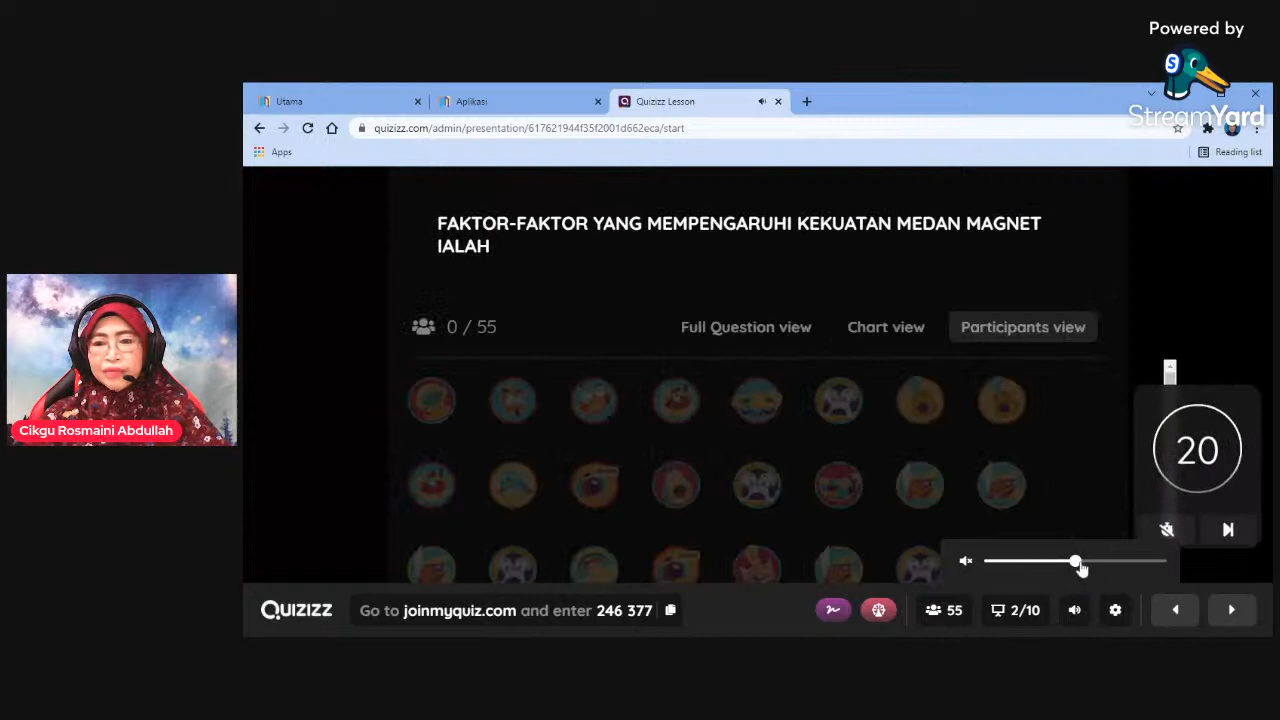 Powered by
StreamYard
Utama
Aplikasi
Quizizz Lesson
quizizz.com/admin/presentation/617621944f35f2001d662eca/start
Apps
Reading list
FAKTOR-FAKTOR YANG MEMPENGARUHI KEKUATAN MEDAN MAGNET
IALAH
0 / 55
Full Question view
Chart view
Participants view
20
Cikgu Rosmaini Abdullah
QUIZIZZ
Go to joinmyquiz.com and enter 246 377
55
2/10